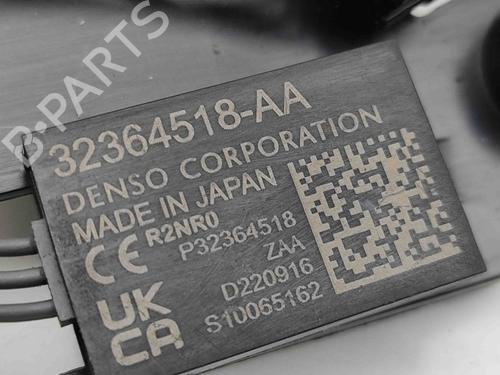 B-PARTS
32364518-AA
DENSO CORPORATION
MADE IN JAPAN
CE R2NR0
P32364518
ZAA
UK
CA
D220916
S10065162